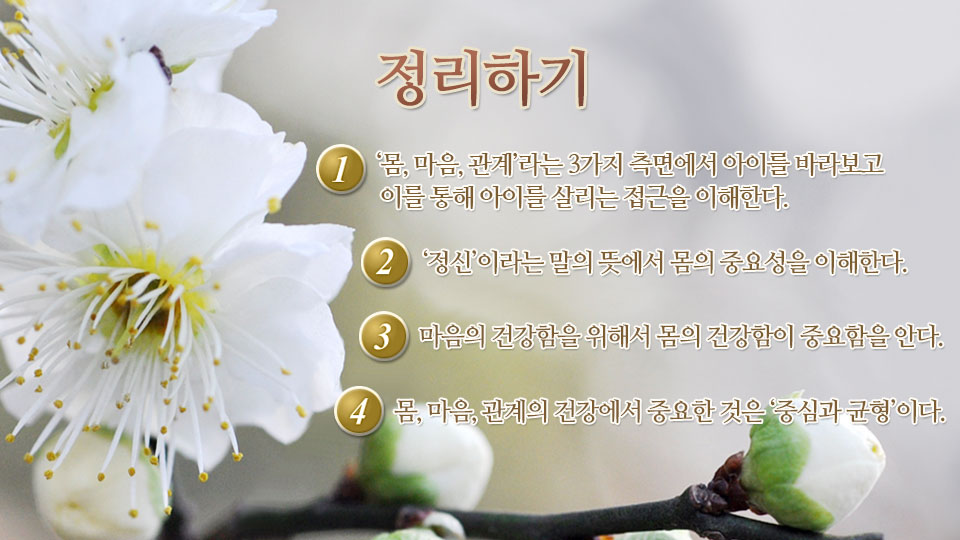 정리하기
1 ‘몸, 마음, 관계’라는 3가지 측면에서 아이를 바라보고
이를 통해 아이를 살리는 접근을 이해한다.
2 ‘정신’이라는 말의 뜻에서 몸의 중요성을 이해한다.
3 마음의 건강함을 위해서 몸의 건강함이 중요함을 안다.
4 몸, 마음, 관계의 건강에서 중요한 것은 ‘중심과 균형’이다.